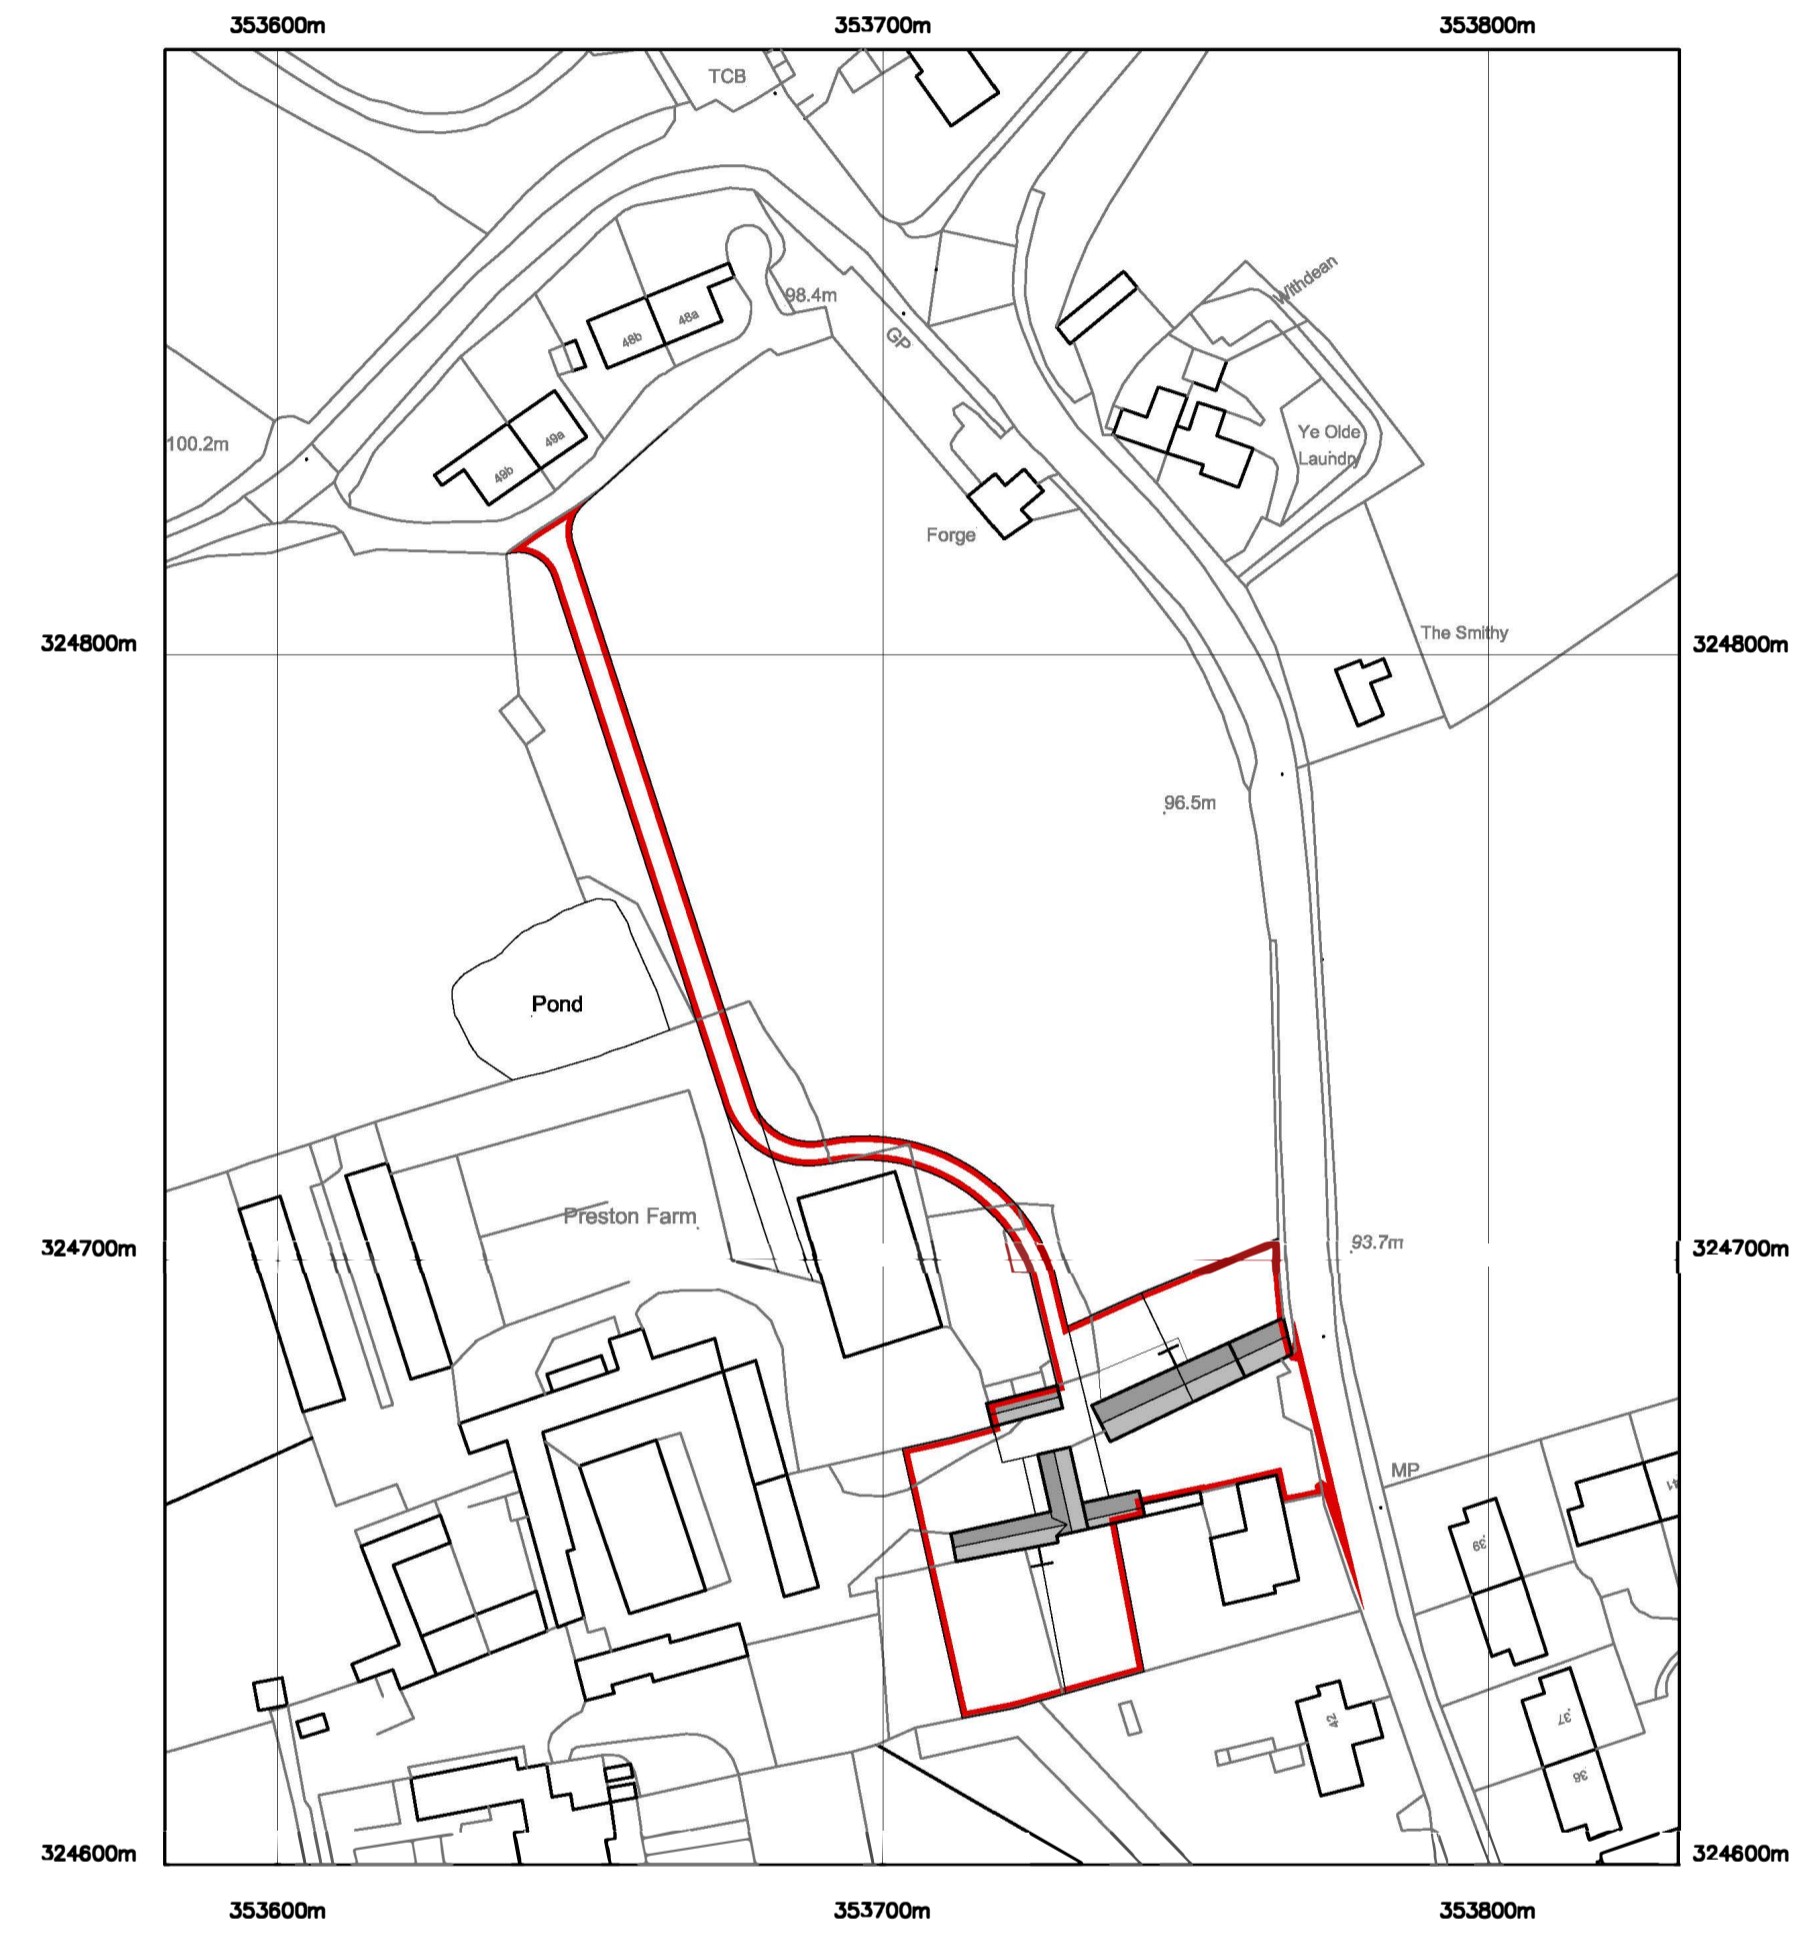 353600m 353700m 353800m
TCB
Withdean
98.4m
48a
48b
GP
49a
49b
100.2m
Ye Olde
Laundry
Forge
The Smithy
324800m 324800m
96.5m
Pond
Preston Farm
324700m 324700m
93.7m
MP
41
39
42
37
324600m 324600m
353600m 353700m 353800m